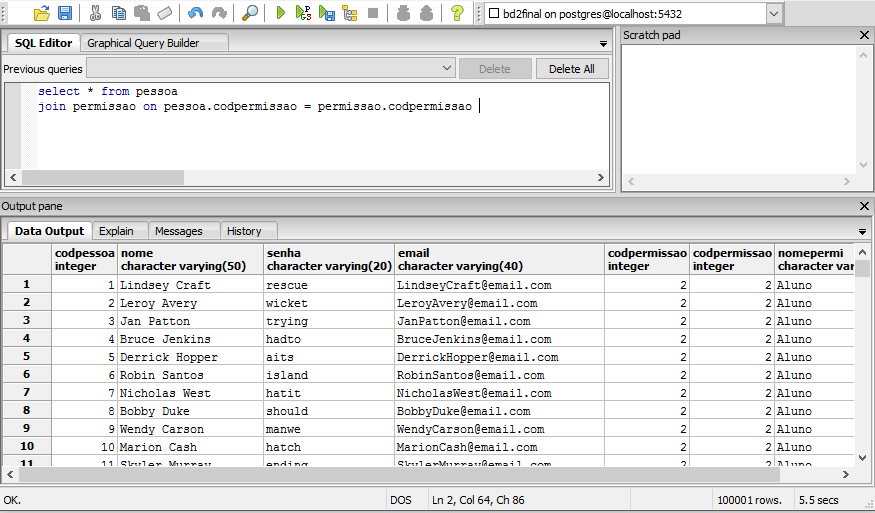 bd2final on postgres@localhost:5432
SQL Editor
Graphical Query Builder
Scratch pad
Previous queries
Delete
Delete All
select * from pessoa
join permissao on pessoa.codpermissao = permissao.codpermissao
Output pane
Data Output
Explain
Messages
History
codpessoa nome senha email codpermissao codpermissao nomepermi
integer character varying(50) character varying(20) character varying(40) integer integer character var
1 1 Lindsey Craft rescue LindseyCraft@email.com 2 2 Aluno
2 2 Leroy Avery wicket LeroyAvery@email.com 2 2 Aluno
3 3 Jan Patton trying JanPatton@email.com 2 2 Aluno
4 4 Bruce Jenkins hadto BruceJenkins@email.com 2 2 Aluno
5 5 Derrick Hopper aits DerrickHopper@email.com 2 2 Aluno
6 6 Robin Santos island RobinSantos@email.com 2 2 Aluno
7 7 Nicholas West hatit NicholasWest@email.com 2 2 Aluno
8 8 Bobby Duke should BobbyDuke@email.com 2 2 Aluno
9 9 Wendy Carson manwe WendyCarson@email.com 2 2 Aluno
10 10 Marion Cash hatch MarionCash@email.com 2 2 Aluno
11 11 Skyler Murray ending SkylerMurray@email.com 2 2 Aluno
OK.
DOS
Ln 2, Col 64, Ch 86
100001 rows.
5.5 secs